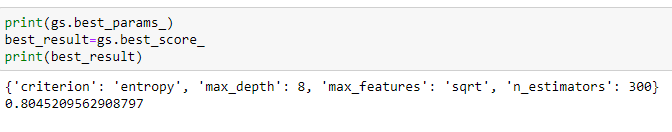 print(gs.best_params_)
best_result=gs.best_score_
print(best_result)
{'criterion': 'entropy', 'max_depth': 8, 'max_features': 'sqrt', 'n_estimators': 300}
0.8045209562908797